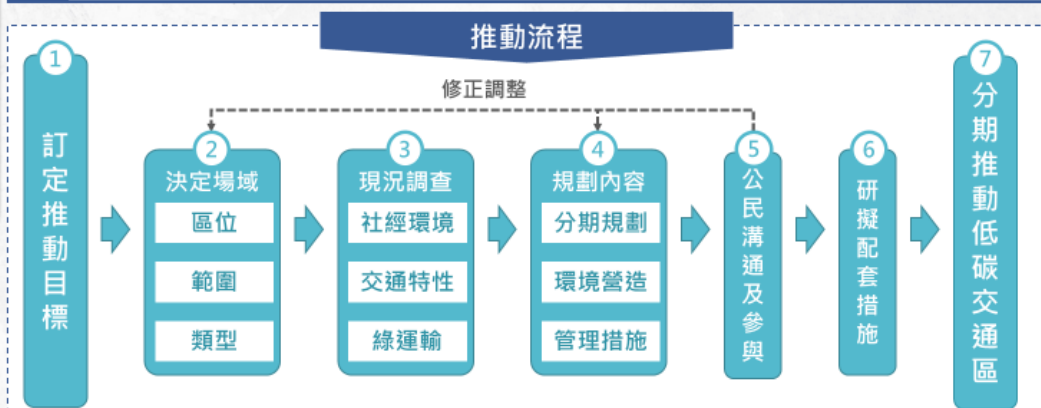 推動流程
修正調整
1
訂定推動目標
2
決定場域
區位
範圍
類型
3
現況調查
社經環境
交通特性
綠運輸
4
規劃內容
分期規劃
環境營造
管理措施
5
公民溝通及參與
6
研擬配套措施
7
分期推動低碳交通區